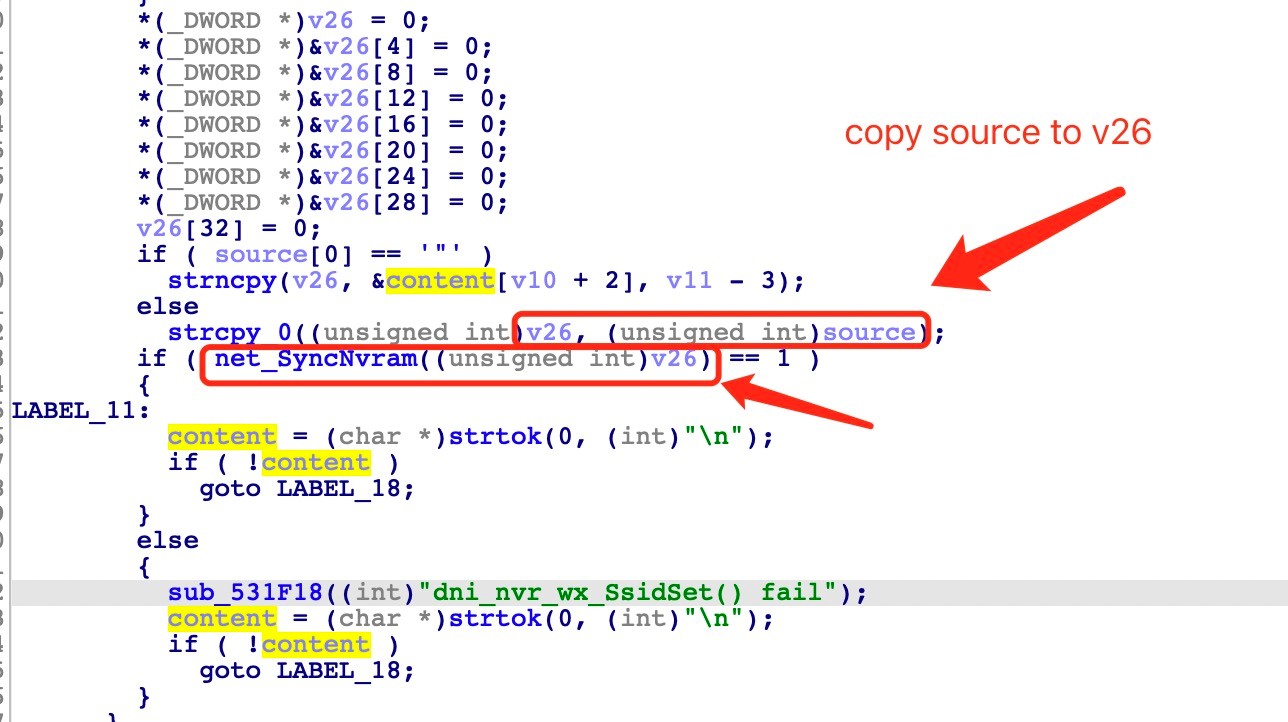 }
*(_DWORD *)v26 = 0;
*(_DWORD *)&v26[4] = 0;
*(_DWORD *)&v26[8] = 0;
*(_DWORD *)&v26[12] = 0;
*(_DWORD *)&v26[16] = 0;
*(_DWORD *)&v26[20] = 0;
*(_DWORD *)&v26[24] = 0;
*(_DWORD *)&v26[28] = 0;
v26[32] = 0;
copy source to v26
if ( source[0] == '"' )
strncpy(v26, &content[v10 + 2], v11 - 3);
else
strcpy_0((unsigned int)v26, (unsigned int)source);
if ( net_SyncNvram((unsigned int)v26) == 1 )
{
LABEL_11:
content = (char *)strtok(0, (int)"\n");
if ( !content )
goto LABEL_18;
}
else
{
sub_531F18((int)"dni_nvr_wx_SsidSet() fail");
content = (char *)strtok(0, (int)"\n");
if ( !content )
goto LABEL_18;
}
}